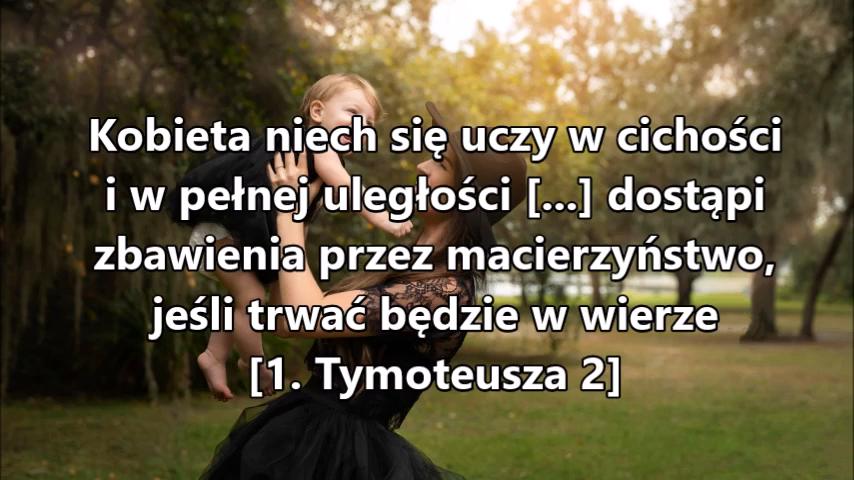 Kobieta niech się uczy w cichości
i w pełnej uległości [...] dostąpi
zbawienia przez macierzyństwo,
jeśli trwać będzie w wierze
[1. Tymoteusza 2]